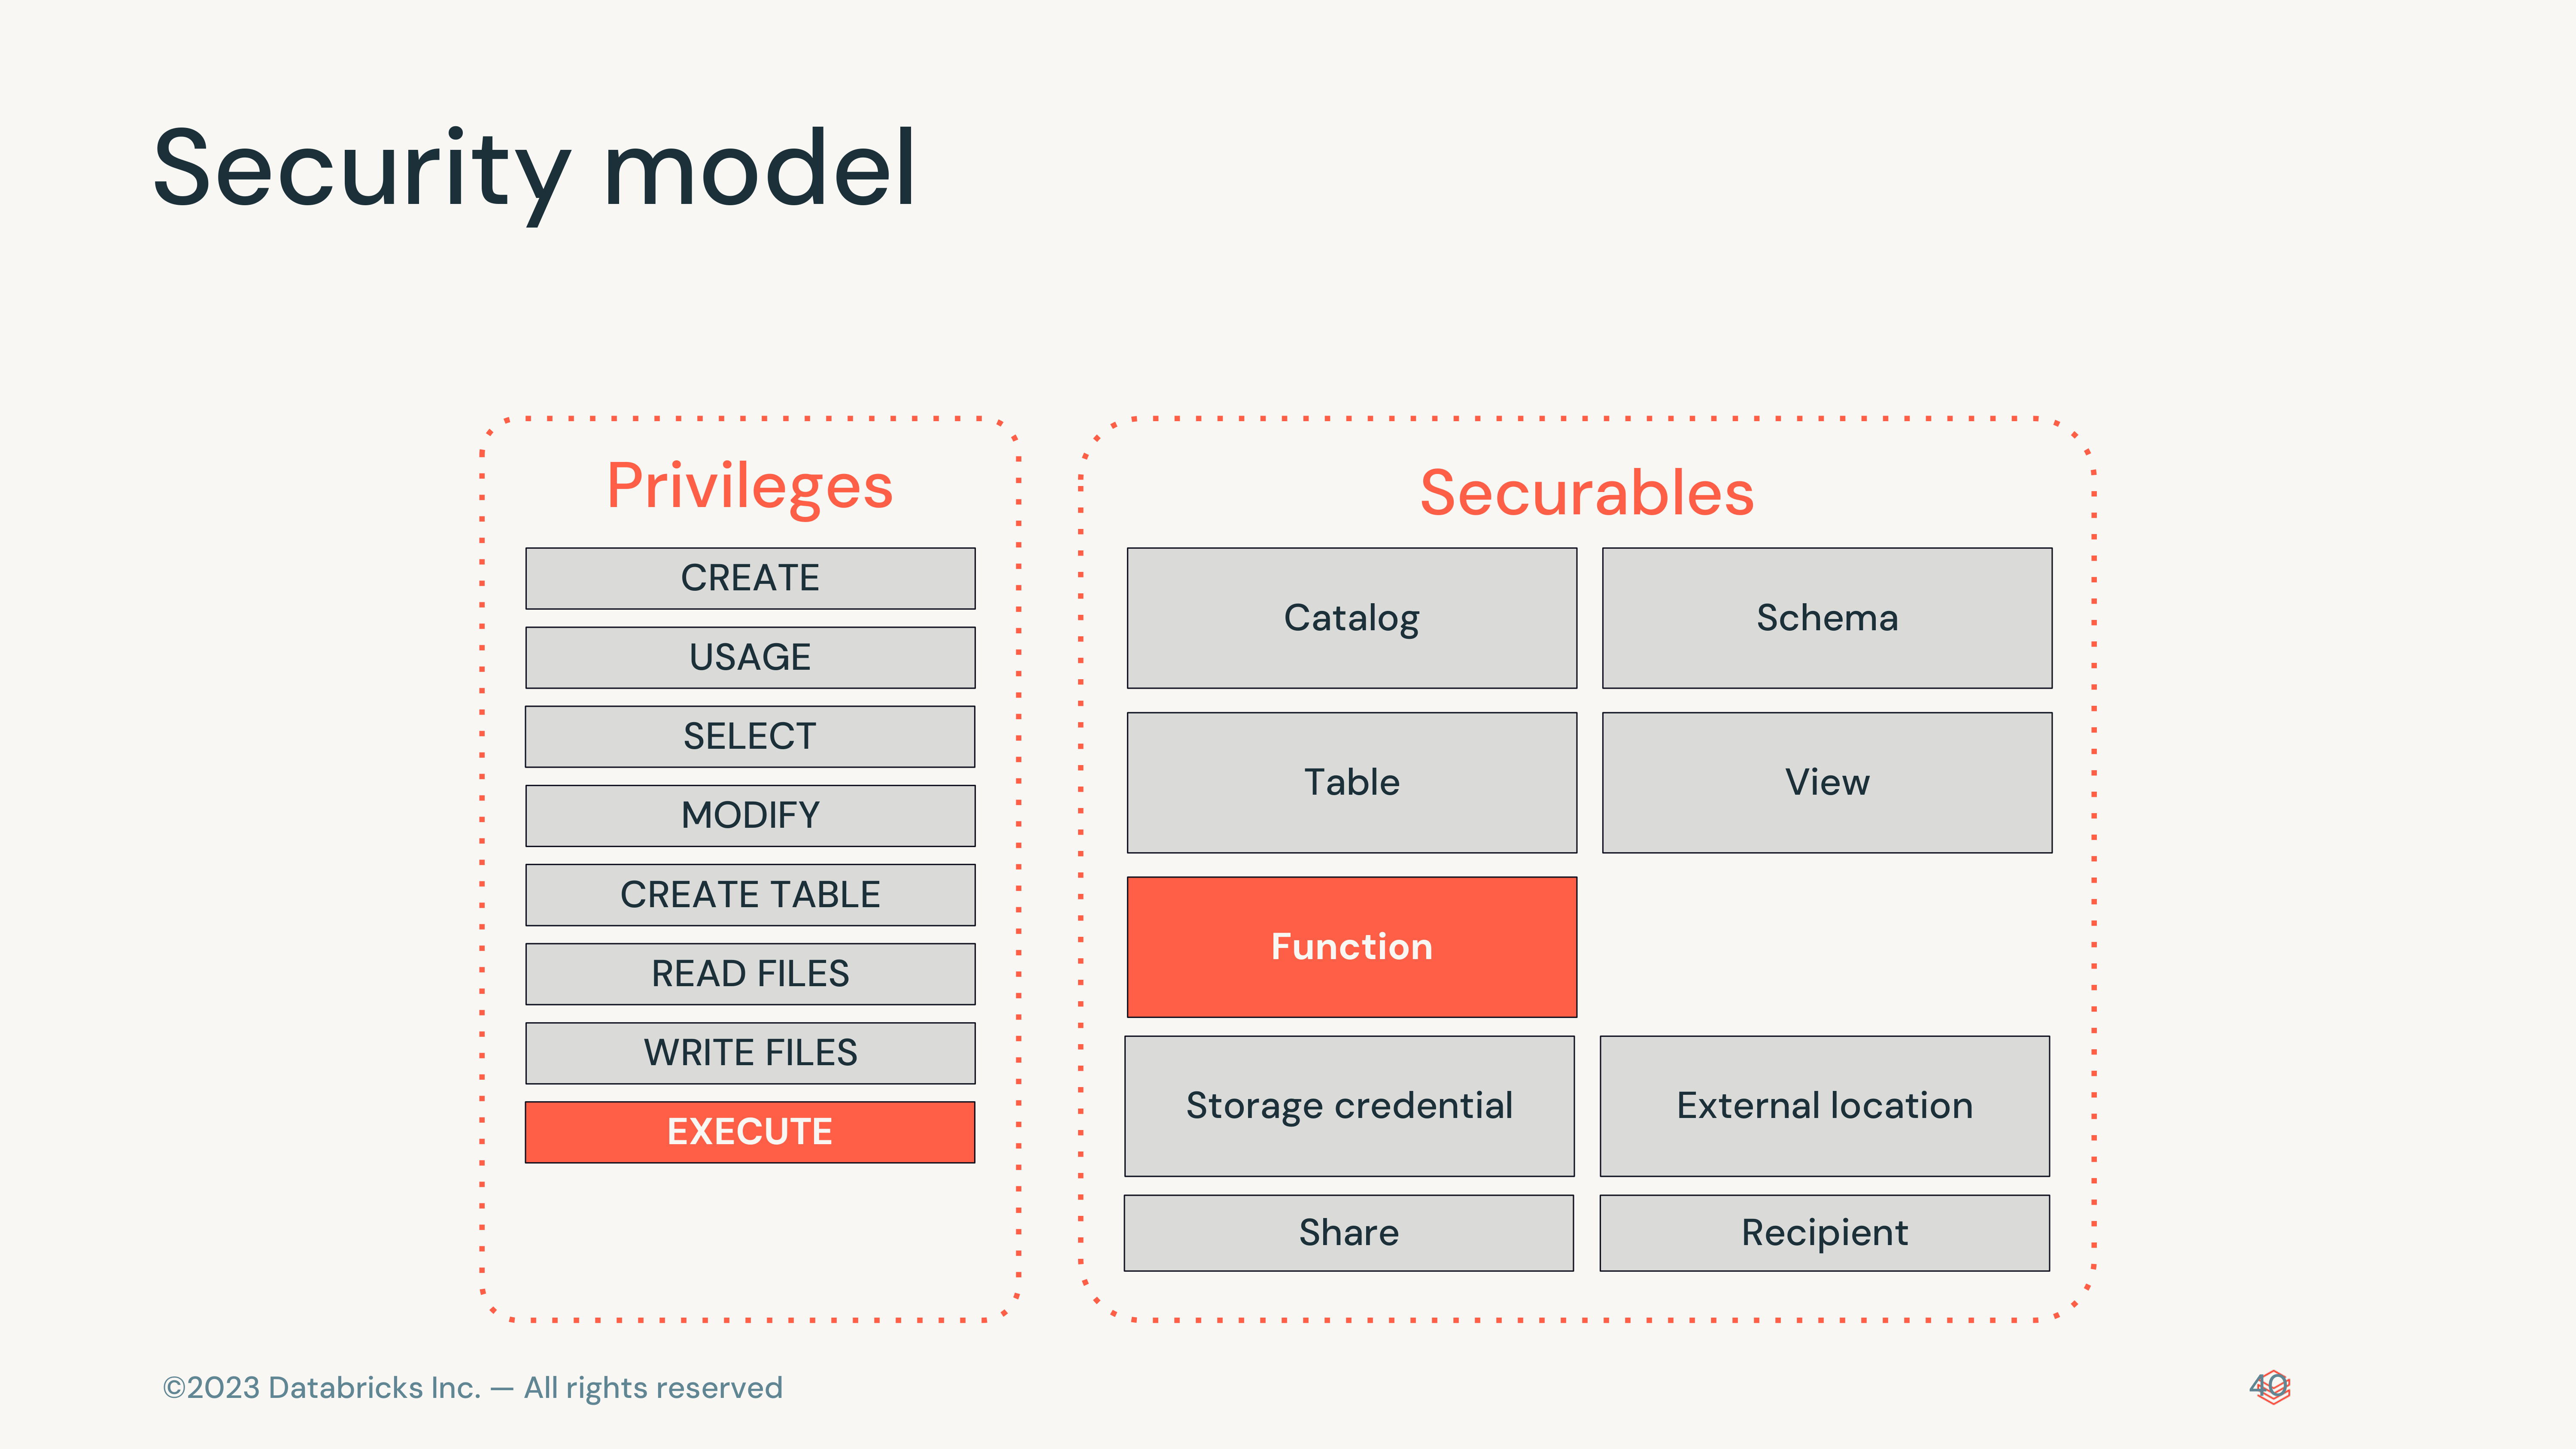 Security model
Privileges
CREATE
USAGE
SELECT
MODIFY
CREATE TABLE
READ FILES
WRITE FILES
EXECUTE
Securables
Catalog
Schema
Table
View
Function
Storage credential
External location
Share
Recipient
©2023 Databricks Inc. — All rights reserved
40